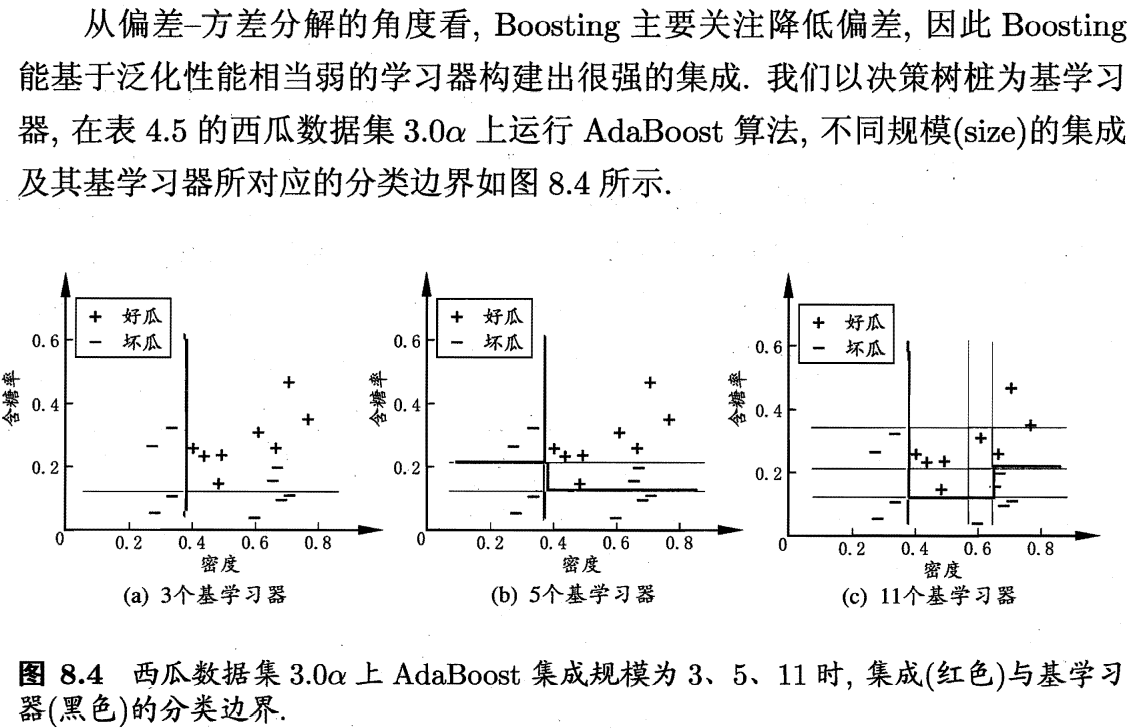 从偏差–方差分解的角度看, Boosting 主要关注降低偏差, 因此 Boosting
能基于泛化性能相当弱的学习器构建出很强的集成. 我们以决策树桩为基学习
器, 在表 4.5 的西瓜数据集 3.0α 上运行 AdaBoost 算法, 不同规模(size)的集成
及其基学习器所对应的分类边界如图 8.4 所示.
+ 好瓜
− 坏瓜
0.6
0.4
0.2
0
0.2 0.4 0.6 0.8
含糖率
密度
(a) 3个基学习器
+ 好瓜
− 坏瓜
0.6
0.4
0.2
0
0.2 0.4 0.6 0.8
含糖率
密度
(b) 5个基学习器
+ 好瓜
− 坏瓜
0.6
0.4
0.2
0
0.2 0.4 0.6 0.8
含糖率
密度
(c) 11个基学习器
图 8.4 西瓜数据集 3.0α 上 AdaBoost 集成规模为 3、5、11 时, 集成(红色)与基学习
器(黑色)的分类边界.